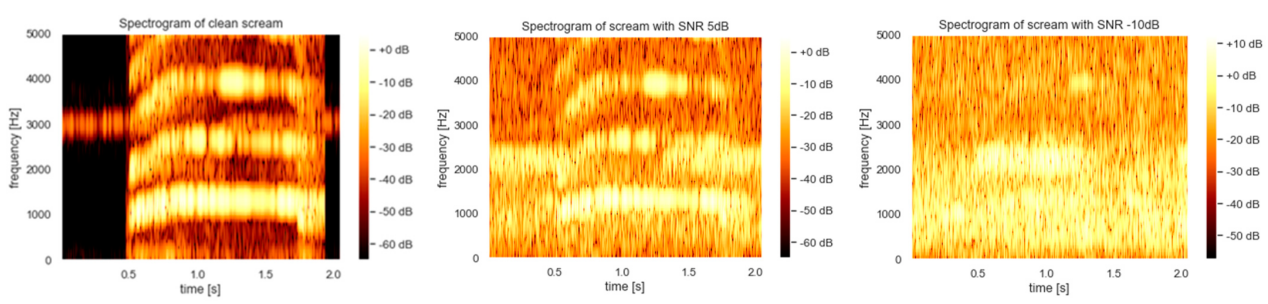 Spectrogram of clean scream
frequency [Hz]
5000
4000
3000
2000
1000
0
0.5 1.0 1.5 2.0
time [s]
+0 dB
-10 dB
-20 dB
-30 dB
-40 dB
-50 dB
-60 dB
Spectrogram of scream with SNR 5dB
frequency [Hz]
5000
4000
3000
2000
1000
0
0.5 1.0 1.5 2.0
time [s]
+0 dB
-10 dB
-20 dB
-30 dB
-40 dB
-50 dB
-60 dB
Spectrogram of scream with SNR -10dB
frequency [Hz]
5000
4000
3000
2000
1000
0
0.5 1.0 1.5 2.0
time [s]
+10 dB
+0 dB
-10 dB
-20 dB
-30 dB
-40 dB
-50 dB